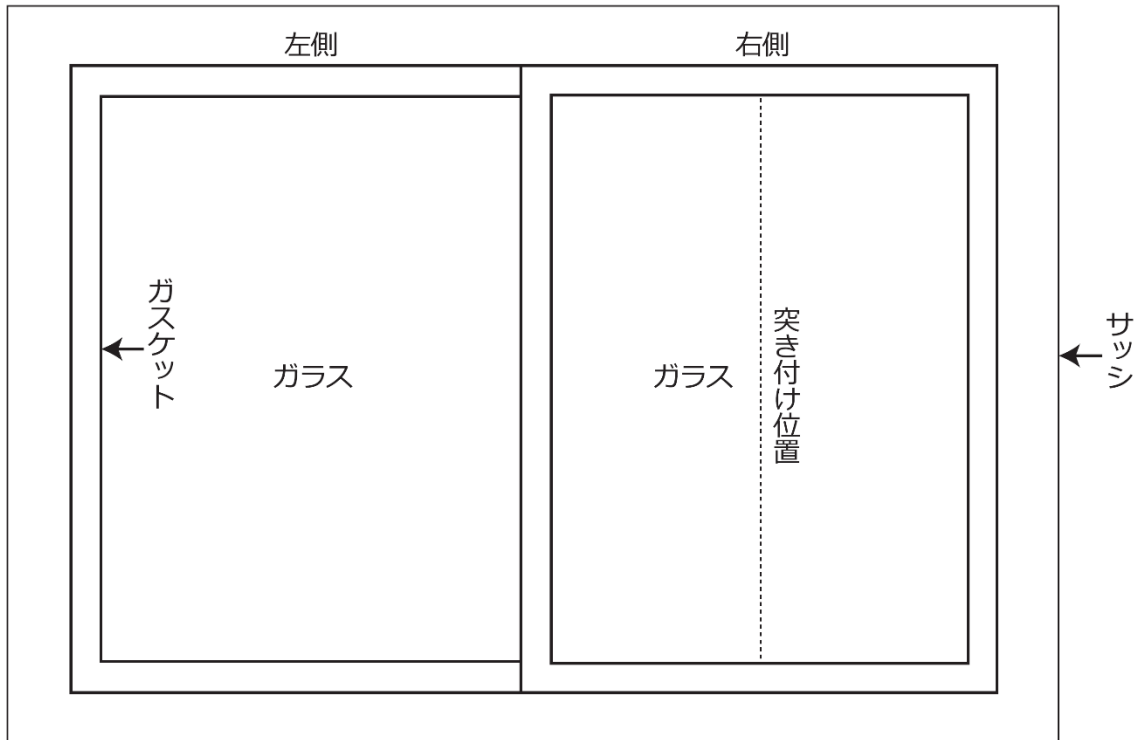 左側
右側
ガスケット
ガラス
ガラス
突き付け位置
サッシ